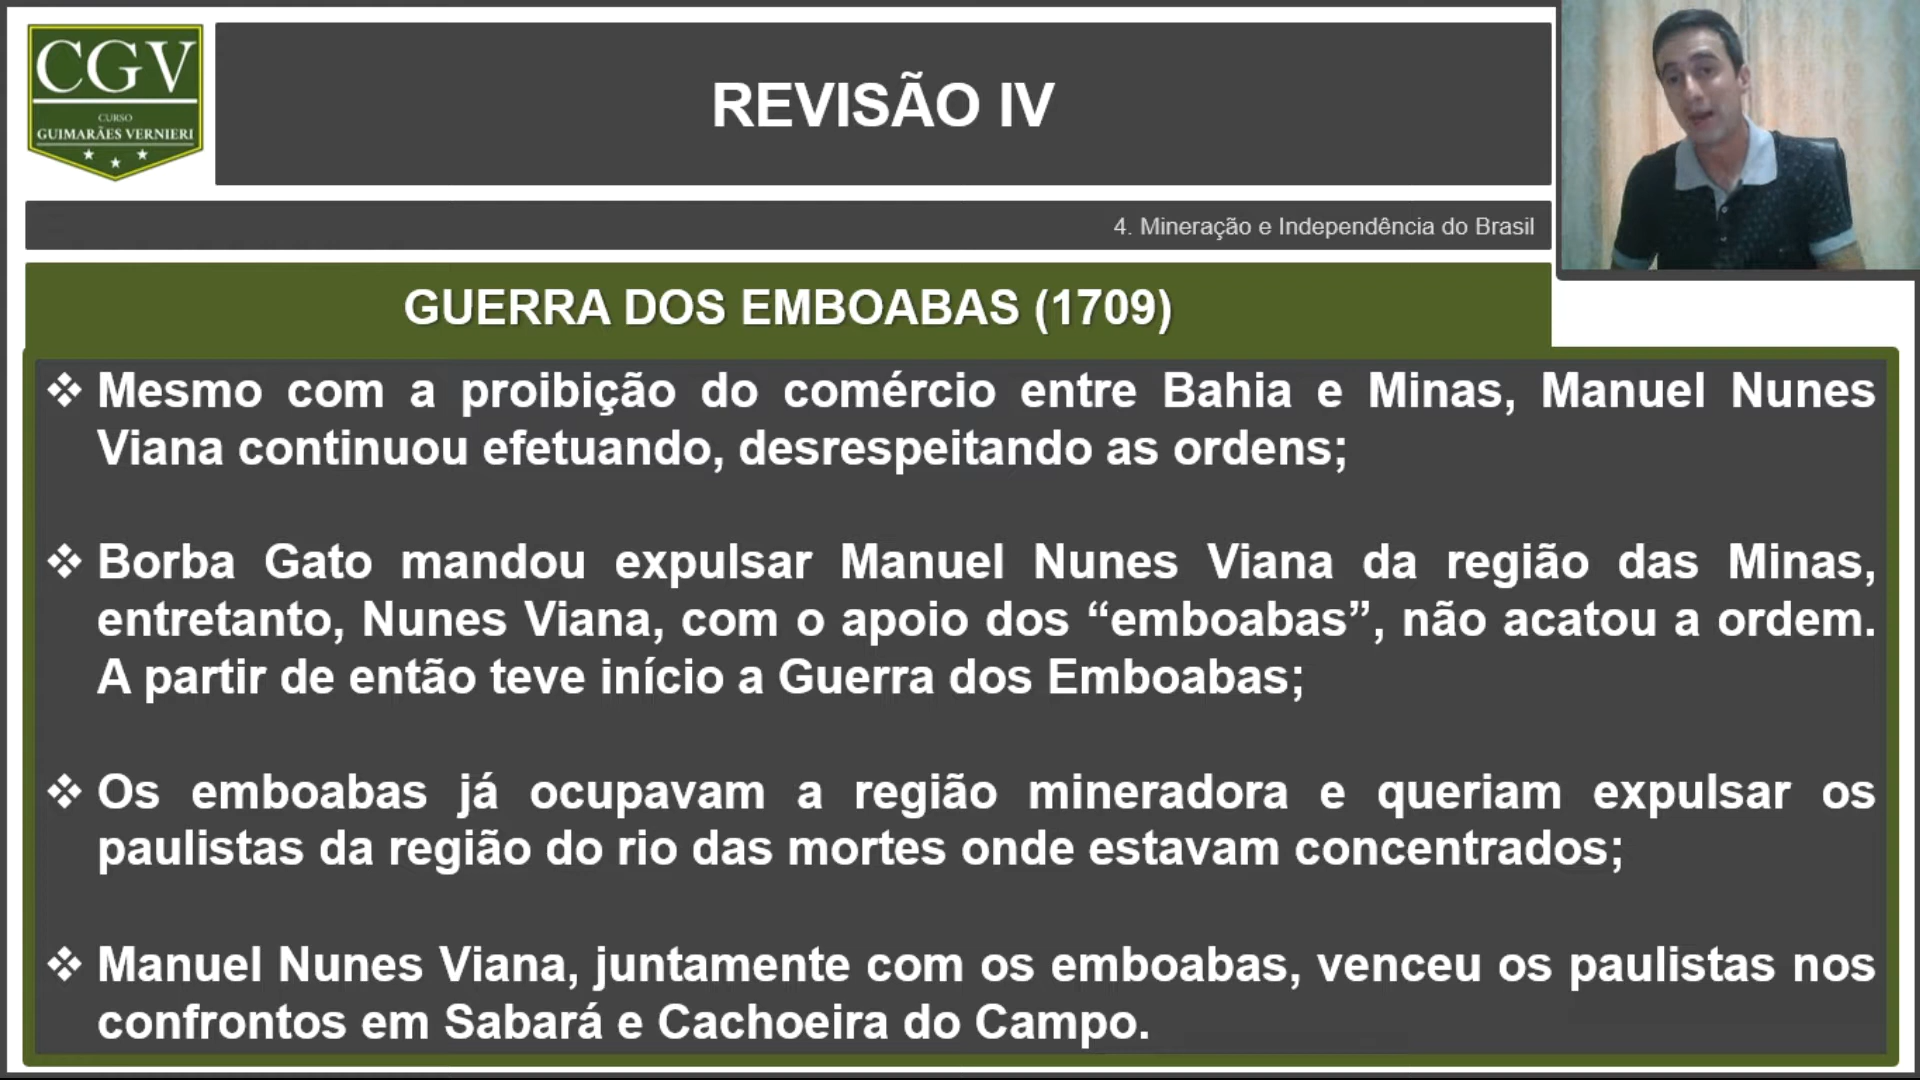 CGV
CURSO
GUIMARÃES VERNIERI
REVISÃO IV
4. Mineração e Independência do Brasil
GUERRA DOS EMBOABAS (1709)
❖ Mesmo com a proibição do comércio entre Bahia e Minas, Manuel Nunes
Viana continuou efetuando, desrespeitando as ordens;
❖ Borba Gato mandou expulsar Manuel Nunes Viana da região das Minas,
entretanto, Nunes Viana, com o apoio dos “emboabas”, não acatou a ordem.
A partir de então teve início a Guerra dos Emboabas;
❖ Os emboabas já ocupavam a região mineradora e queriam expulsar os
paulistas da região do rio das mortes onde estavam concentrados;
❖ Manuel Nunes Viana, juntamente com os emboabas, venceu os paulistas nos
confrontos em Sabará e Cachoeira do Campo.